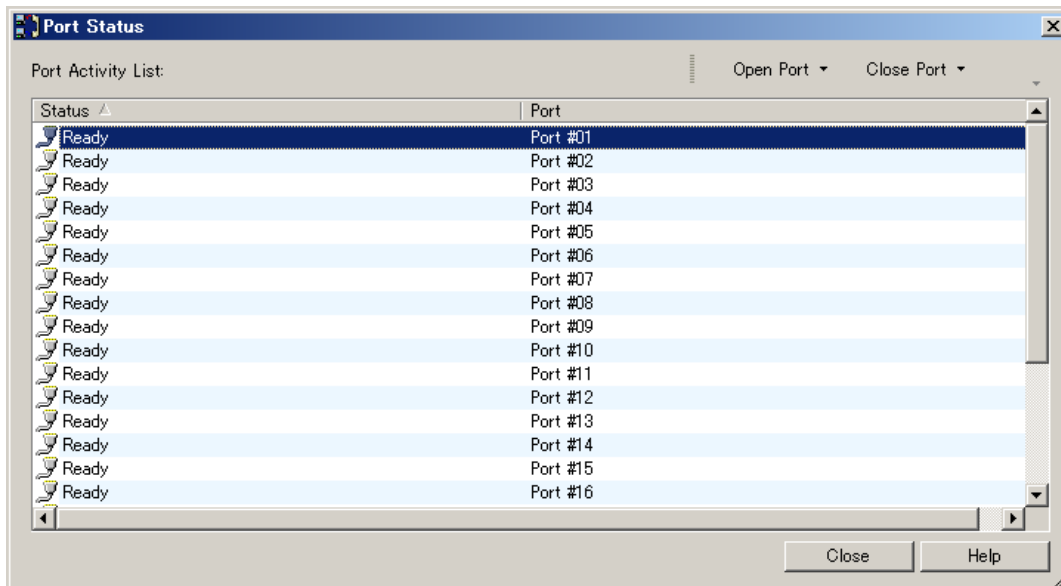 Port Status
Port Activity List:
Open Port Close Port
Status Port
Ready Port #01
Ready Port #02
Ready Port #03
Ready Port #04
Ready Port #05
Ready Port #06
Ready Port #07
Ready Port #08
Ready Port #09
Ready Port #10
Ready Port #11
Ready Port #12
Ready Port #13
Ready Port #14
Ready Port #15
Ready Port #16
Close Help